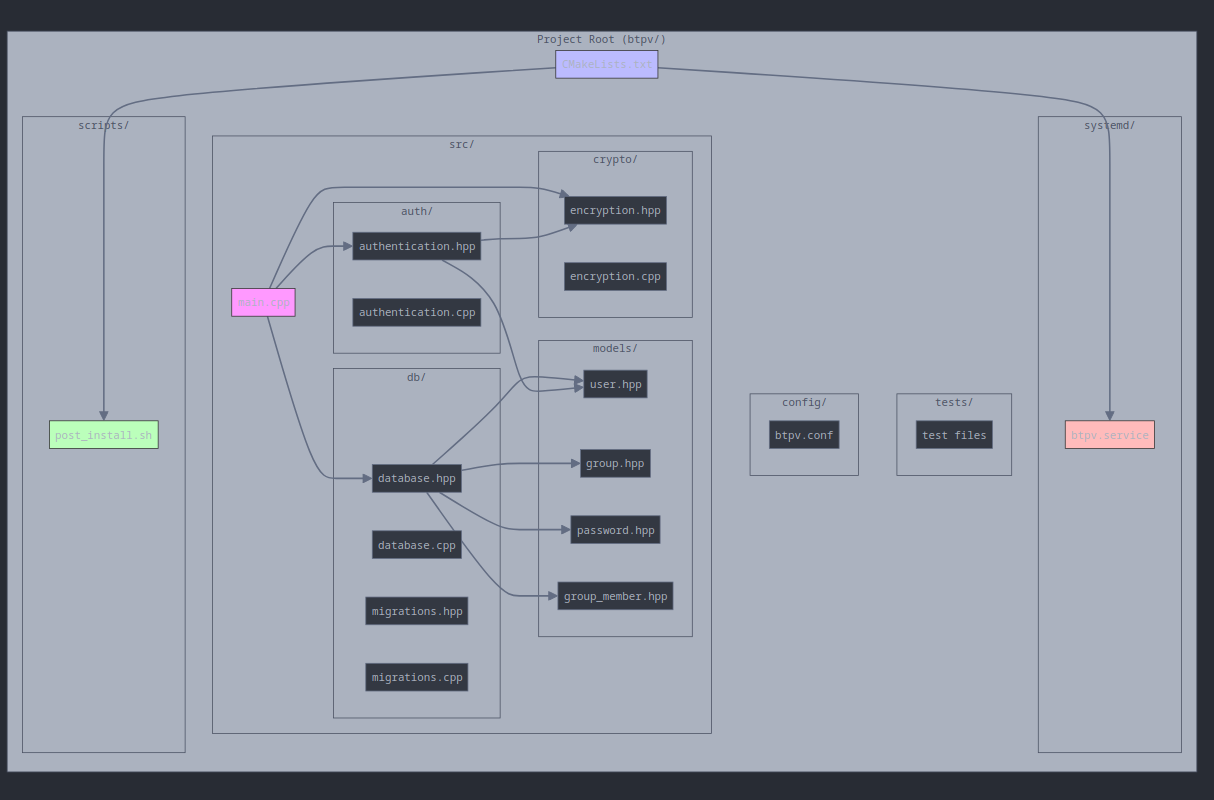 Project Root (btpv/)
CMakeLists.txt
scripts/
post_install.sh
src/
main.cpp
auth/
authentication.hpp
authentication.cpp
db/
database.hpp
database.cpp
migrations.hpp
migrations.cpp
crypto/
encryption.hpp
encryption.cpp
models/
user.hpp
group.hpp
password.hpp
group_member.hpp
config/
btpv.conf
tests/
test files
systemd/
btpv.service